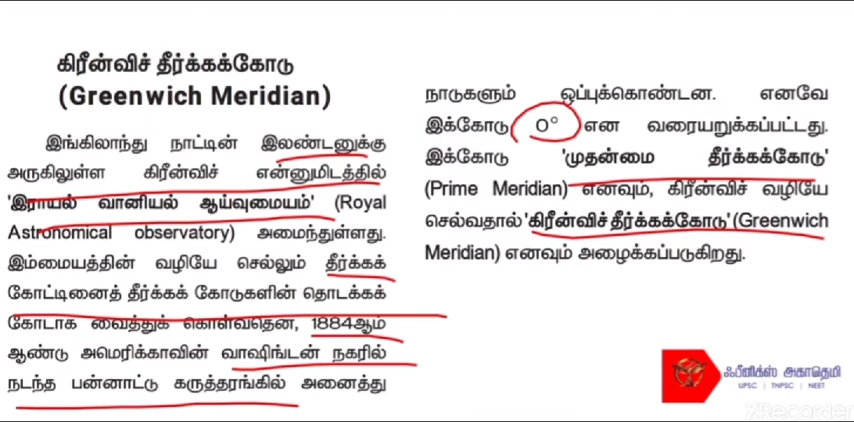 கிரீன்விச் தீர்க்கக்கோடு
(Greenwich Meridian)
இங்கிலாந்து நாட்டின் இலண்டனுக்கு
அருகிலுள்ள கிரீன்விச் என்னுமிடத்தில்
'இராயல் வானியல் ஆய்வுமையம்' (Royal
Astronomical observatory) அமைந்துள்ளது.
இம்மையத்தின் வழியே செல்லும் தீர்க்கக்
கோட்டினைத் தீர்க்கக் கோடுகளின் தொடக்கக்
கோடாக வைத்துக் கொள்வதென, 1884ஆம்
ஆண்டு அமெரிக்காவின் வாஷிங்டன் நகரில்
நடந்த பன்னாட்டு கருத்தரங்கில் அனைத்து
நாடுகளும் ஒப்புக்கொண்டன. எனவே
இக்கோடு 0° என வரையறுக்கப்பட்டது.
இக்கோடு 'முதன்மை தீர்க்கக்கோடு'
(Prime Meridian) எனவும், கிரீன்விச் வழியே
செல்வதால் 'கிரீன்விச்தீர்க்கக்கோடு' (Greenwich
Meridian) எனவும் அழைக்கப்படுகிறது.
ஃபீனிக்ஸ் அகாதெமி
UPSC | TNPSC | NEET
XRecorder